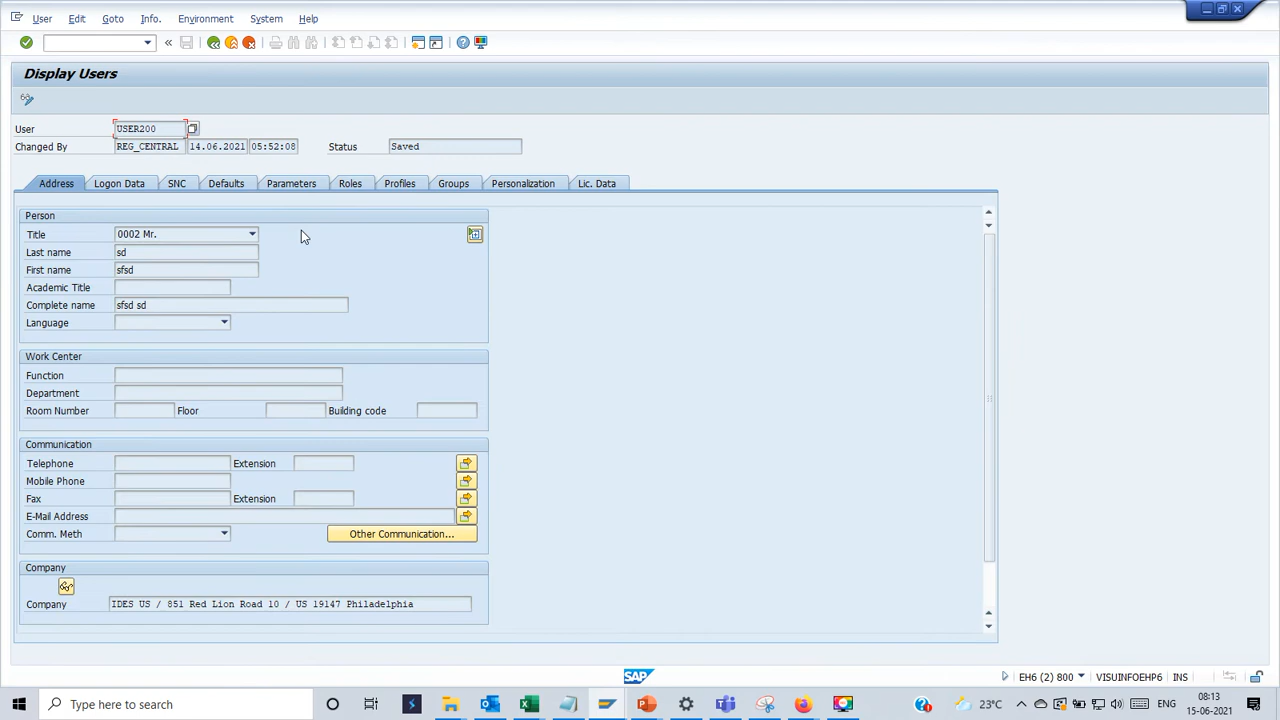 User Edit Goto Info. Environment System Help
Display Users
User USER200
Changed By REG_CENTRAL 14.06.2021 05:52:08 Status Saved
Address Logon Data SNC Defaults Parameters Roles Profiles Groups Personalization Lic. Data
Person
Title 0002 Mr.
Last name sd
First name sfsd
Academic Title
Complete name sfsd sd
Language
Work Center
Function
Department
Room Number Floor Building code
Communication
Telephone Extension
Mobile Phone
Fax Extension
E-Mail Address
Comm. Meth Other Communication...
Company
Company IDES US / 851 Red Lion Road 10 / US 19147 Philadelphia
SAP EH6 (2) 800 VISUINFOEHP6 INS
Type here to search 23°C ENG 08:13
15-06-2021